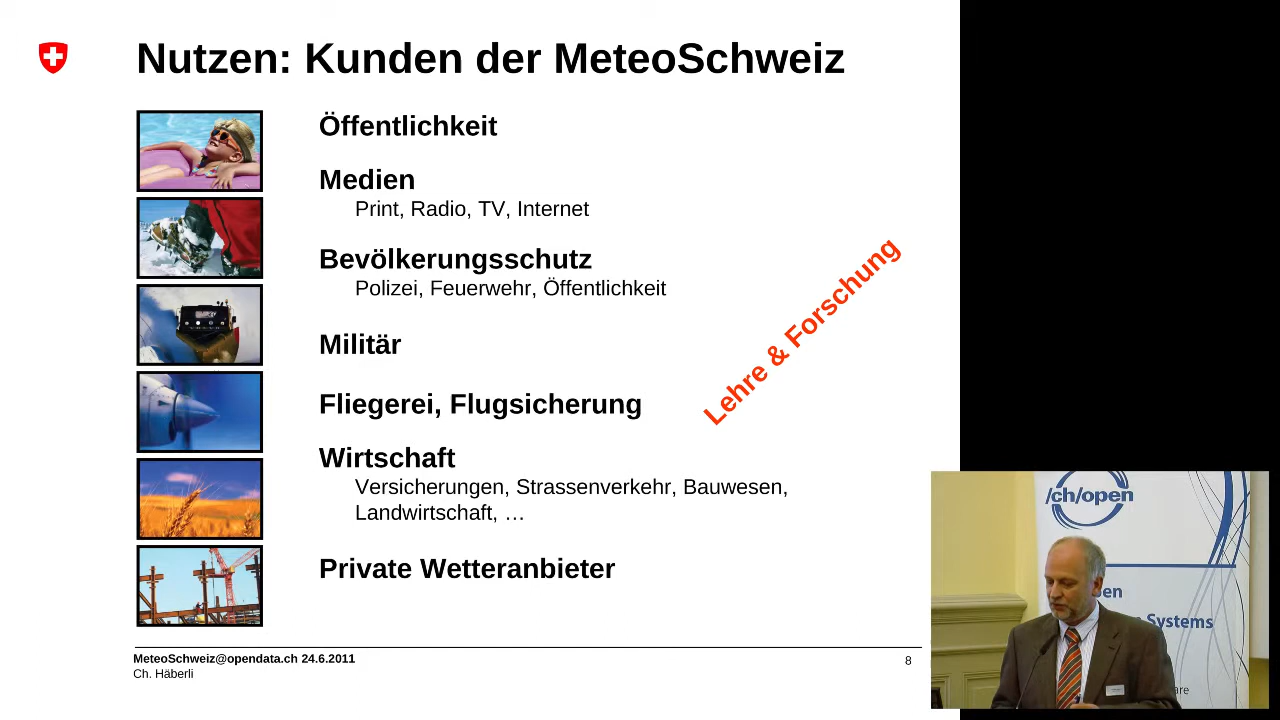 Nutzen: Kunden der MeteoSchweiz
Öffentlichkeit
Medien
Print, Radio, TV, Internet
Bevölkerungsschutz
Polizei, Feuerwehr, Öffentlichkeit
Militär
Fliegerei, Flugsicherung
Lehre & Forschung
Wirtschaft
Versicherungen, Strassenverkehr, Bauwesen,
Landwirtschaft, …
Private Wetteranbieter
MeteoSchweiz@opendata.ch 24.6.2011
Ch. Häberli
8
/ch/open
Systems